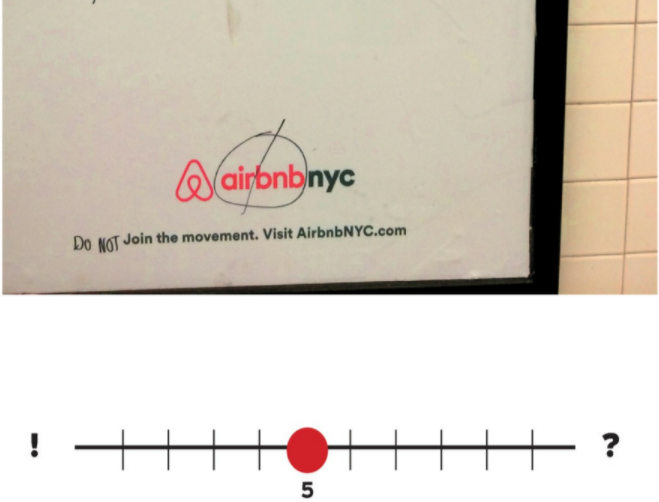 airbnbnyc
DO NOT Join the movement. Visit AirbnbNYC.com
! ?
5